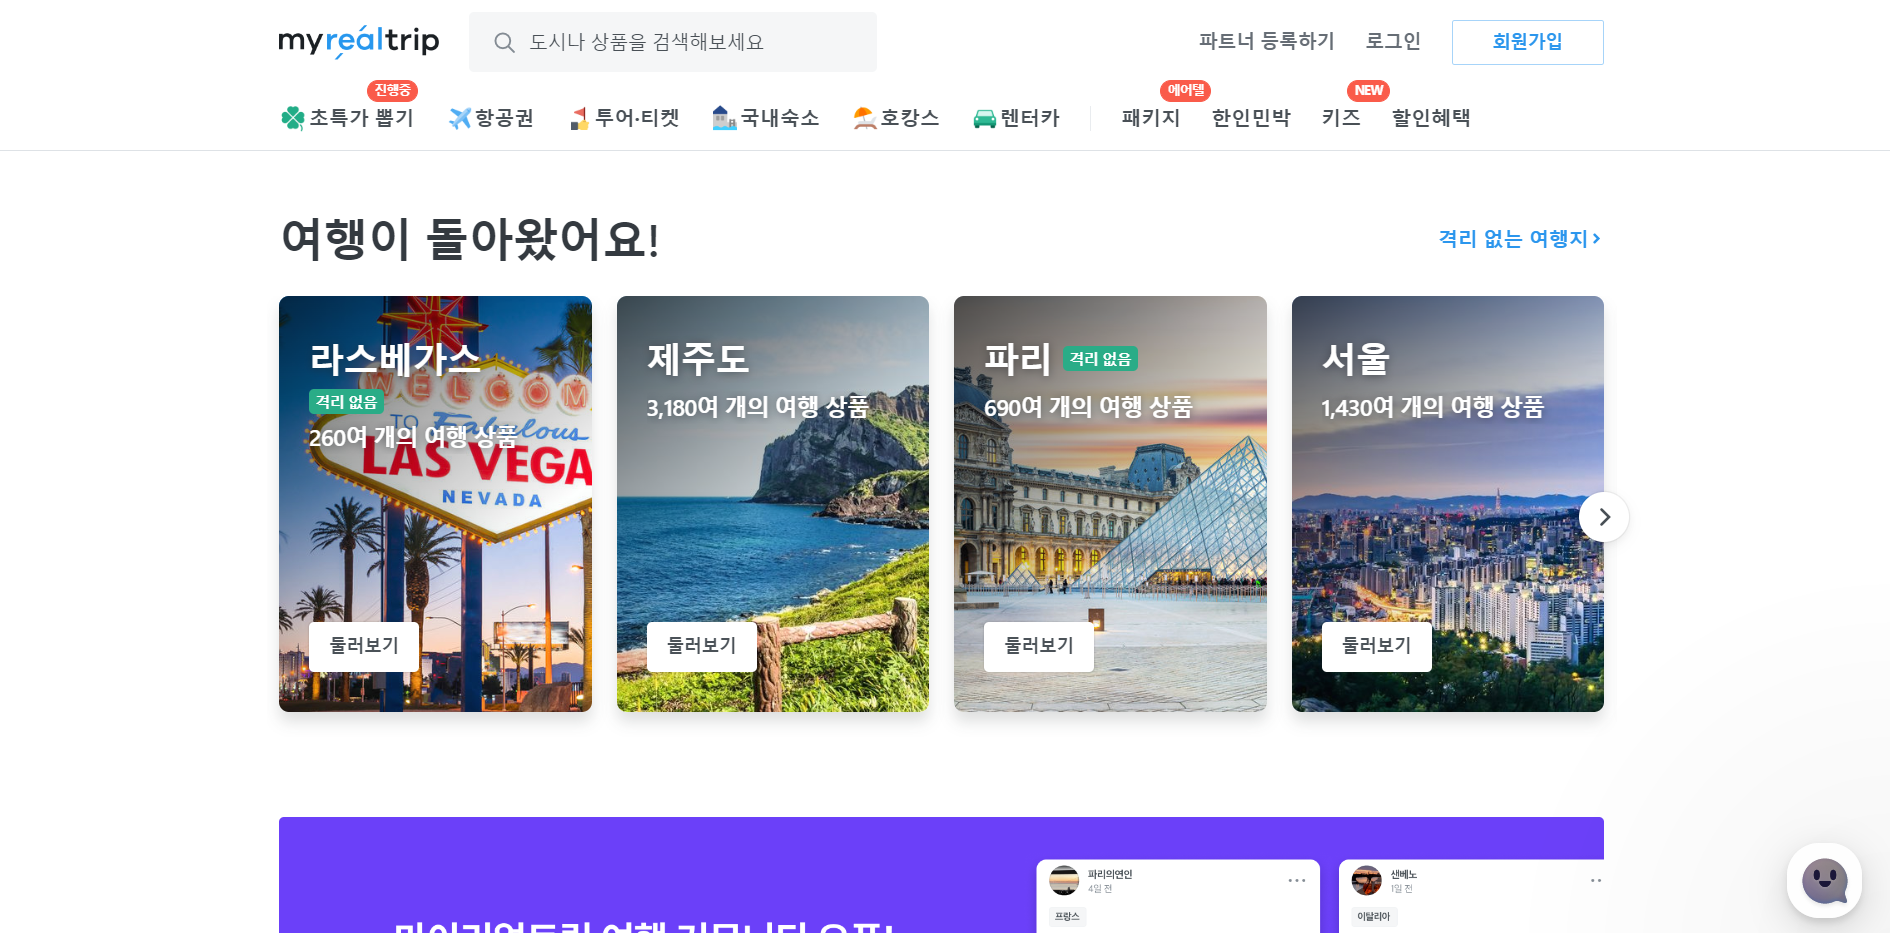 myrealtrip
도시나 상품을 검색해보세요
파트너 등록하기
로그인
회원가입
진행중
에어텔
NEW
초특가 뽑기
항공권
투어·티켓
국내숙소
호캉스
렌터카
패키지
한인민박
키즈
할인혜택
여행이 돌아왔어요!
격리 없는 여행지
라스베가스
격리 없음
260여 개의 여행 상품
WELCOM
TO Fabulous
LAS VEGA
NEVADA
둘러보기
제주도
3,180여 개의 여행 상품
둘러보기
파리
격리 없음
690여 개의 여행 상품
둘러보기
서울
1,430여 개의 여행 상품
둘러보기
파리의연인
4일 전
프랑스
샌베노
1일 전
이탈리아